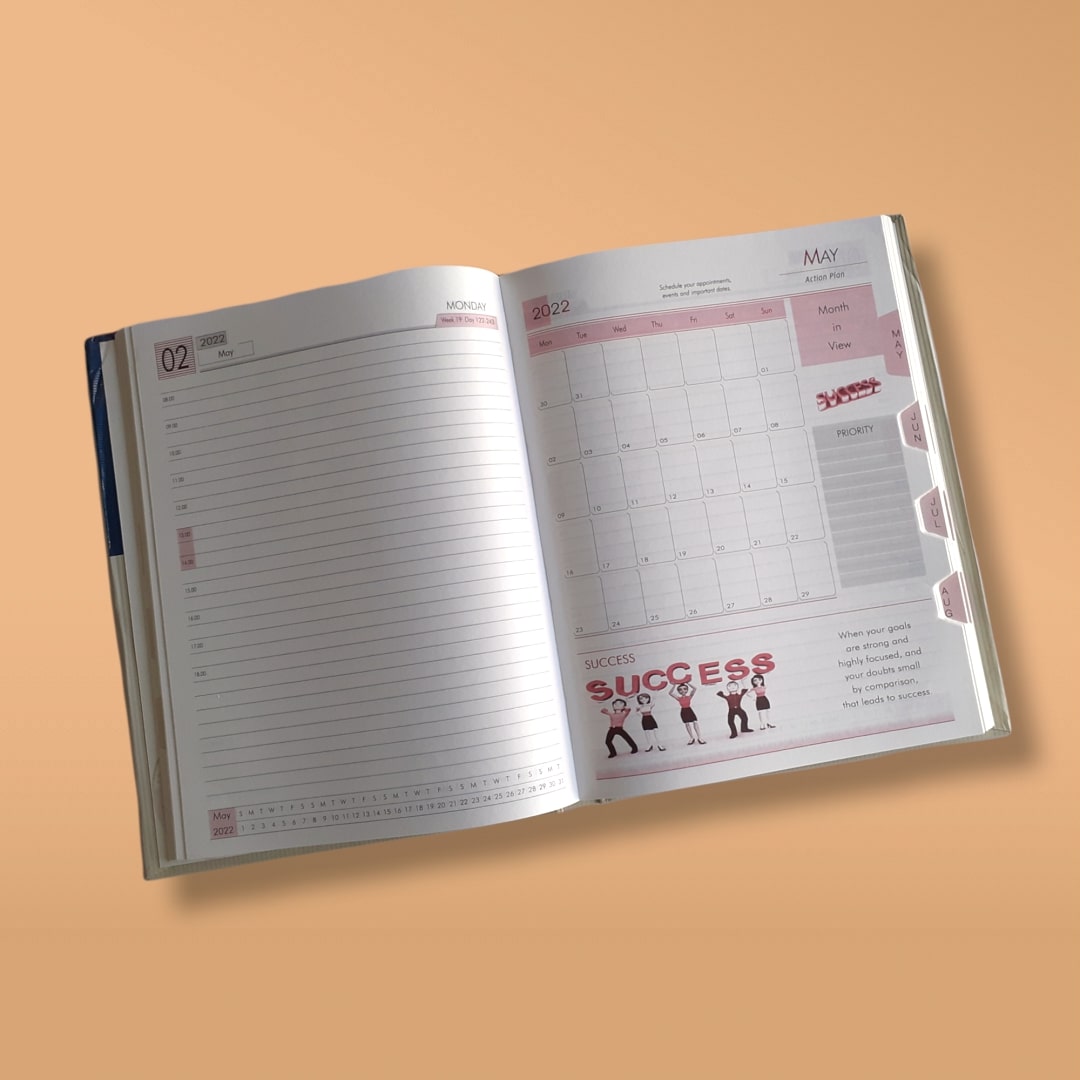 MONDAY
02
2022
May
Week 19 Day 122-243
08:00
09:00
10:00
11:00
12:00
13:00
14:00
15:00
16:00
17:00
18:00
May S M T W T F S S M T W T F S S M T W T F S S M T W T F S S M T
2022 1 2 3 4 5 6 7 8 9 10 11 12 13 14 15 16 17 18 19 20 21 22 23 24 25 26 27 28 29 30 31
MAY
Action Plan
Schedule your appointments,
events and important dates.
2022
Mon Tue Wed Thu Fri Sat Sun
30 31 01
02 03 04 05 06 07 08
09 10 11 12 13 14 15
16 17 18 19 20 21 22
23 24 25 26 27 28 29
Month
in
View
SUCCESS
PRIORITY
MAY
JUN
JUL
AUG
SUCCESS
SUCCESS
When your goals
are strong and
highly focused, and
your doubts small
by comparison,
that leads to success